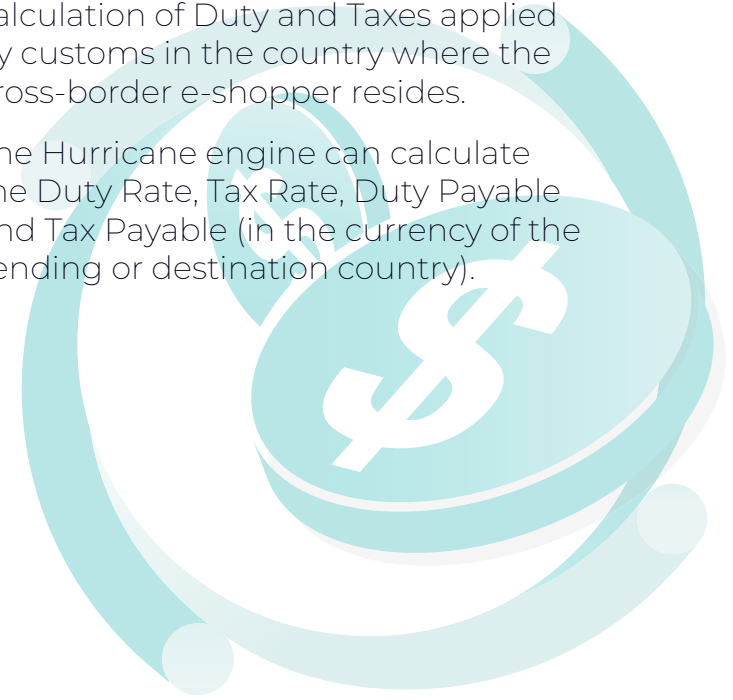 alculation of Duty and Taxes applied
y customs in the country where the
ross-border e-shopper resides.
he Hurricane engine can calculate
he Duty Rate, Tax Rate, Duty Payable
nd Tax Payable (in the currency of the
ending or destination country).